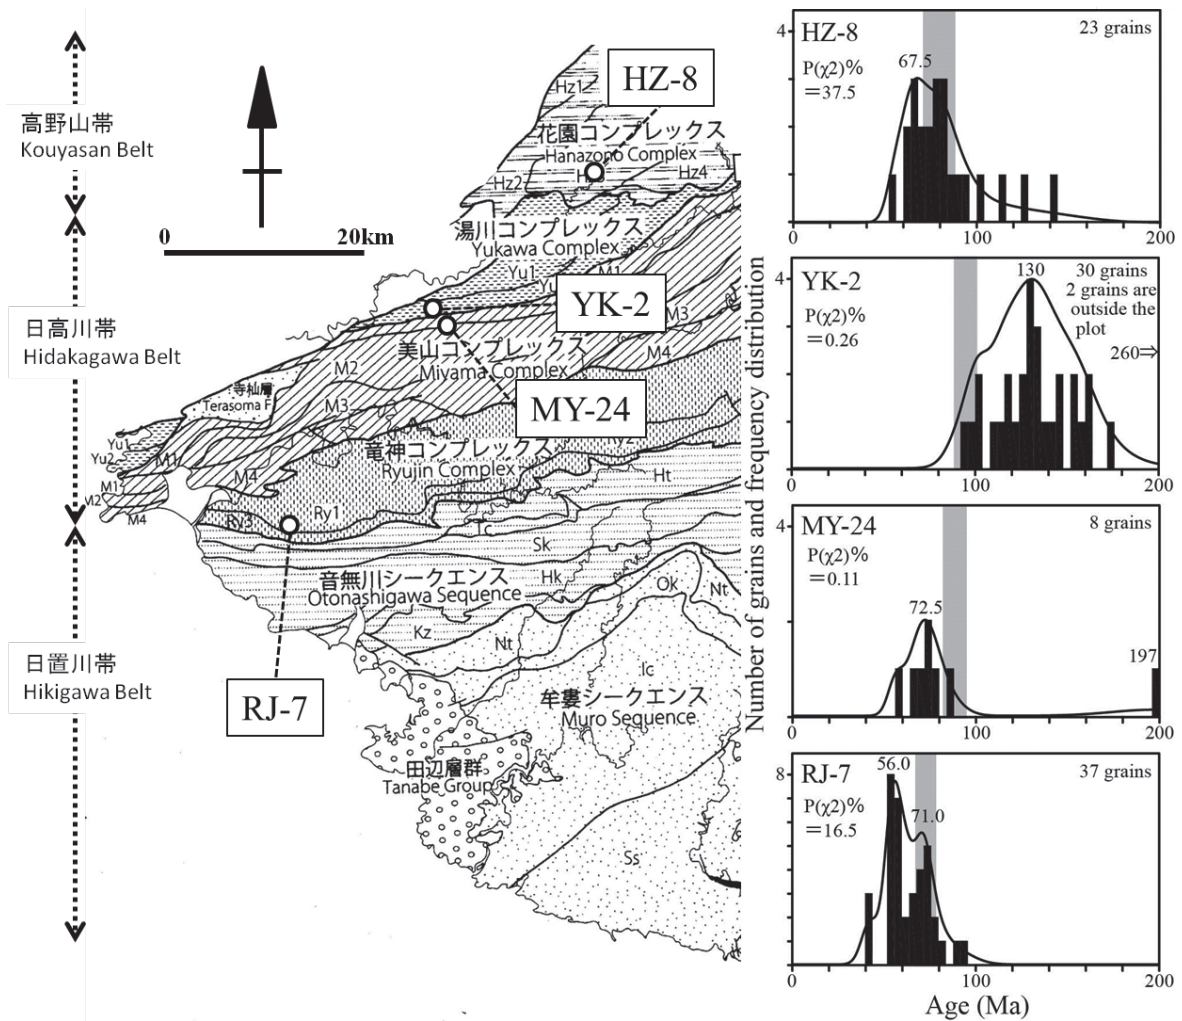 高野山帯
Kouyasan Belt
日高川帯
Hidakagawa Belt
日置川帯
Hikigawa Belt
0
20km
HZ-8
Hz1
花園コンプレックス
Hanazono Complex
Hz2
Hz4
湯川コンプレックス
Yukawa Complex
Yu1
M1
YK-2
M3
美山コンプレックス
M4
M2
Miyama Complex
寺杣層
Terasoma F
M3
MY-24
Yu1
Yu2
M1
竜神コンプレックス
Ryujin Complex
M4
M1
M2
M4
Ht
Ry3
Ry1
Tc
Sk
音無川シークエンス
Otonashigawa Sequence
Hk
Ok
Nt
Kz
Nt
Ic
RJ-7
牟婁シークエンス
Muro Sequence
田辺層群
Tanabe Group
Ss
Number of grains and frequency distribution
4
HZ-8
23 grains
P(χ2)%
=37.5
67.5
0
100
200
4
YK-2
130
30 grains
2 grains are
outside the
plot
P(χ2)%
=0.26
260⇒
0
100
200
4
MY-24
8 grains
P(χ2)%
=0.11
72.5
197
0
100
200
8
RJ-7
56.0
37 grains
P(χ2)%
=16.5
71.0
0
100
200
Age (Ma)